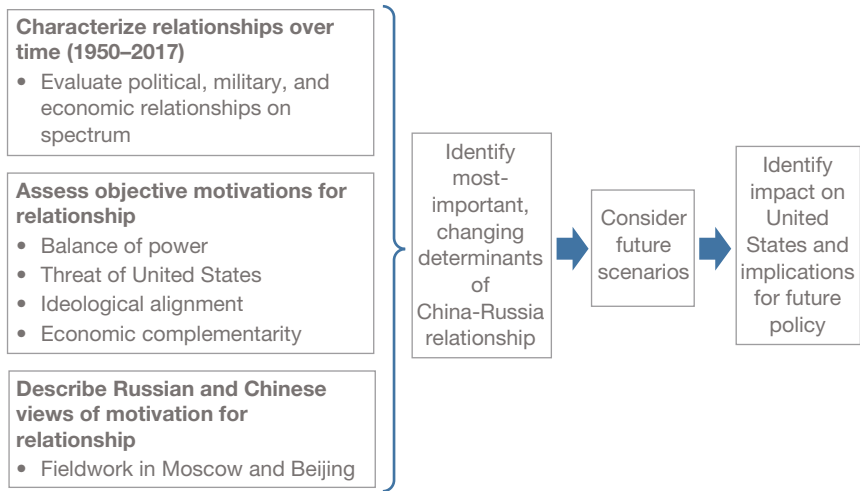 Characterize relationships over
time (1950–2017)
• Evaluate political, military, and
economic relationships on
spectrum
Assess objective motivations for
relationship
• Balance of power
• Threat of United States
• Ideological alignment
• Economic complementarity
Describe Russian and Chinese
views of motivation for
relationship
• Fieldwork in Moscow and Beijing
Identify
most-
important,
changing
determinants
of
China-Russia
relationship
Consider
future
scenarios
Identify
impact on
United
States and
implications
for future
policy